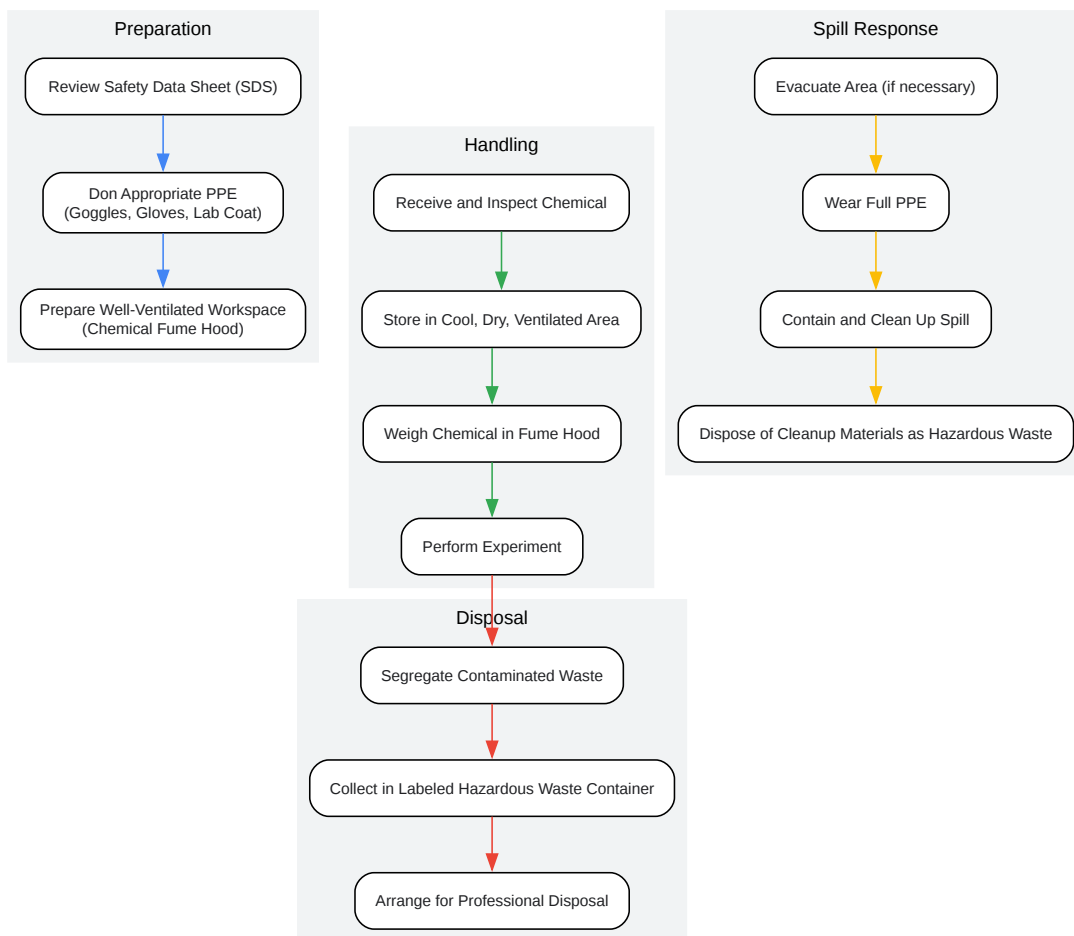 Preparation
Review Safety Data Sheet (SDS)
Don Appropriate PPE
(Goggles, Gloves, Lab Coat)
Prepare Well-Ventilated Workspace
(Chemical Fume Hood)
Handling
Receive and Inspect Chemical
Store in Cool, Dry, Ventilated Area
Weigh Chemical in Fume Hood
Perform Experiment
Disposal
Segregate Contaminated Waste
Collect in Labeled Hazardous Waste Container
Arrange for Professional Disposal
Spill Response
Evacuate Area (if necessary)
Wear Full PPE
Contain and Clean Up Spill
Dispose of Cleanup Materials as Hazardous Waste